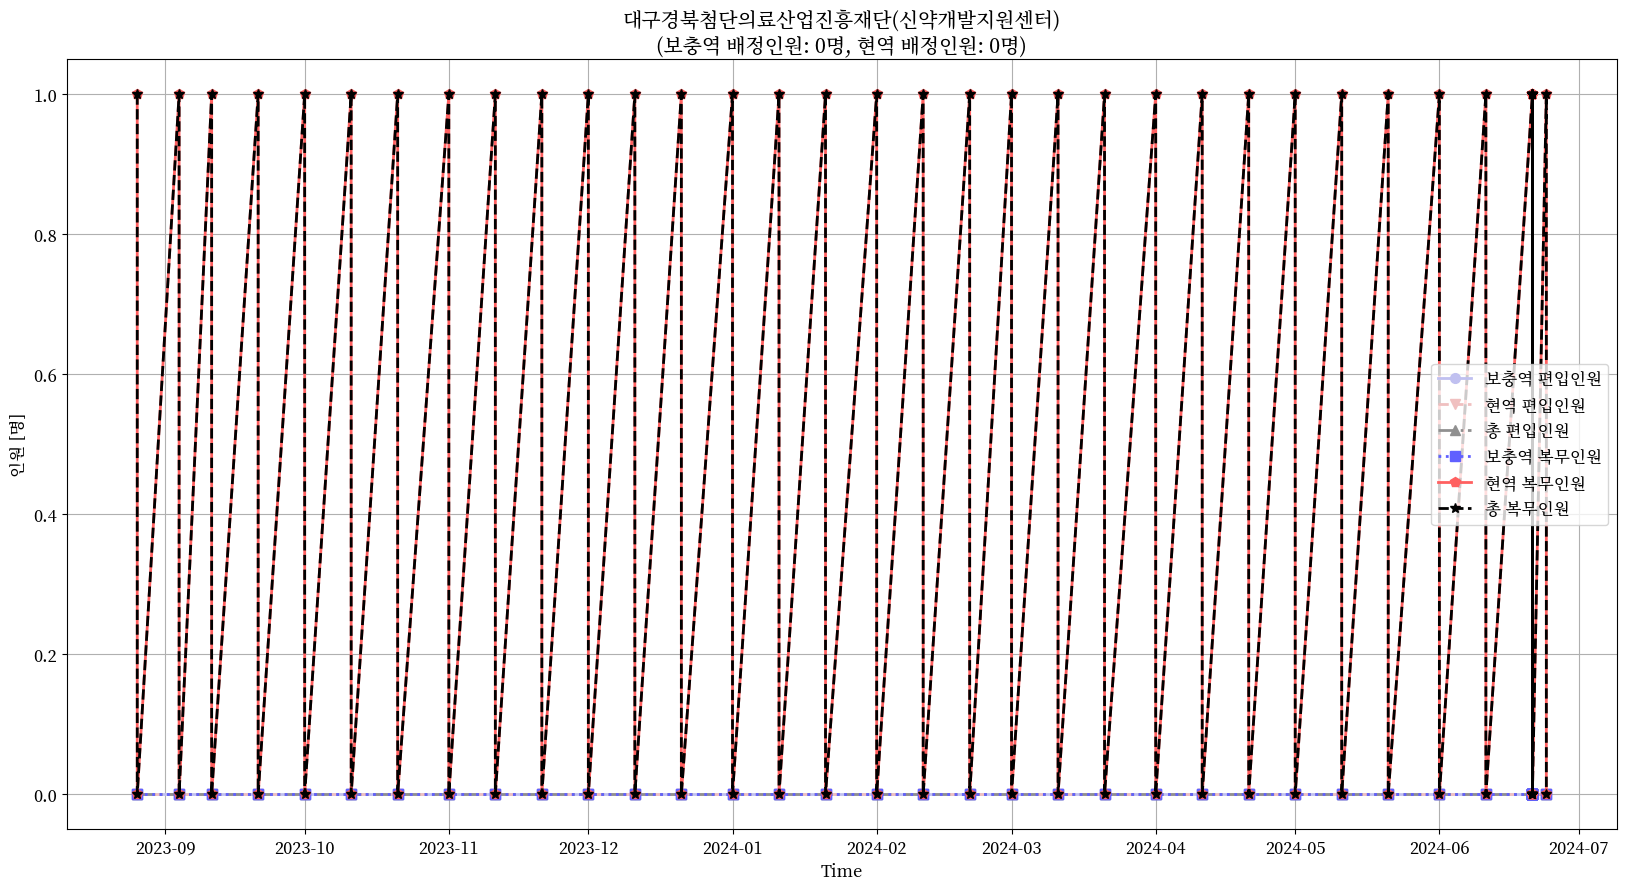 대구경북첨단의료산업진흥재단(신약개발지원센터)
(보충역 배정인원: 0명, 현역 배정인원: 0명)
인원 [명]
1.0
0.8
0.6
0.4
0.2
0.0
보충역 편입인원
현역 편입인원
총 편입인원
보충역 복무인원
현역 복무인원
총 복무인원
2023-09
2023-10
2023-11
2023-12
2024-01
2024-02
2024-03
2024-04
2024-05
2024-06
2024-07
Time